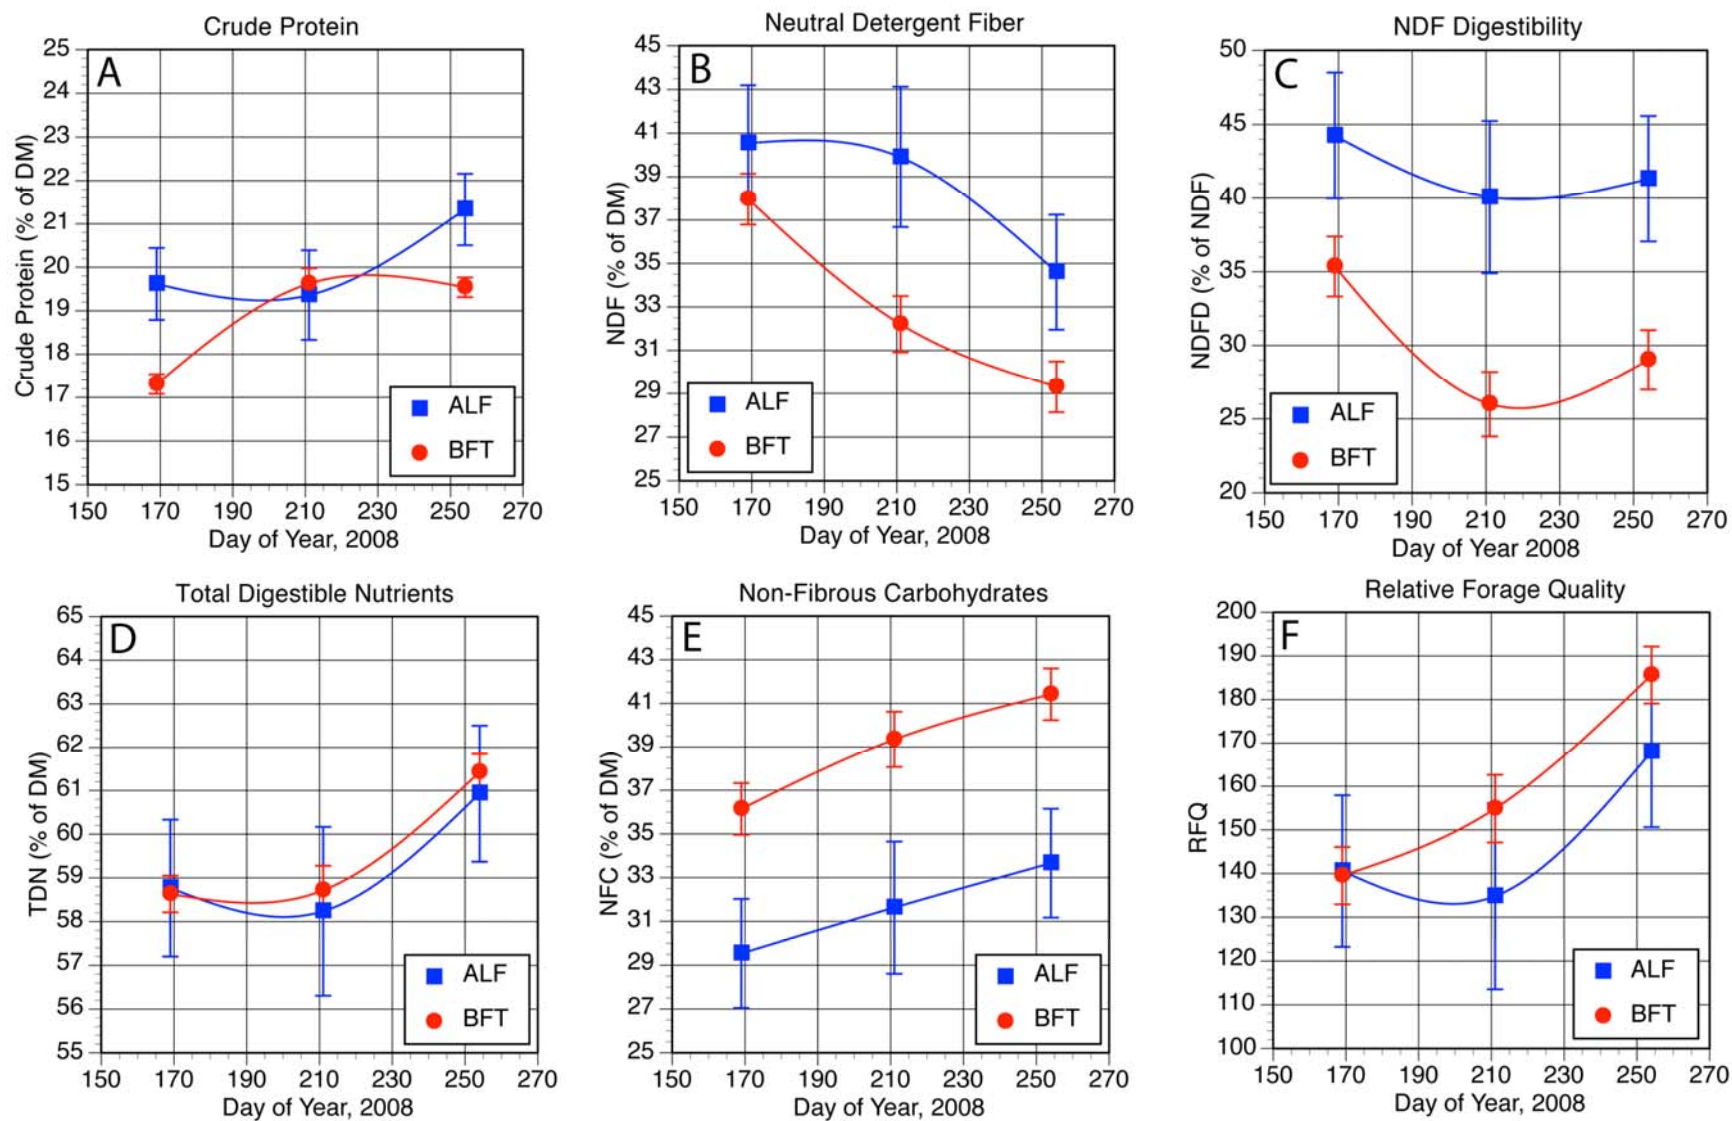 Crude Protein
A
25
24
23
22
21
20
19
18
17
16
15
Crude Protein (% of DM)
ALF
BFT
150 170 190 210 230 250 270
Day of Year, 2008
Neutral Detergent Fiber
B
45
43
41
39
37
35
33
31
29
27
25
NDF (% of DM)
ALF
BFT
150 170 190 210 230 250 270
Day of Year, 2008
NDF Digestibility
C
50
45
40
35
30
25
20
NDFD (% of NDF)
ALF
BFT
150 170 190 210 230 250 270
Day of Year 2008
Total Digestible Nutrients
D
65
64
63
62
61
60
59
58
57
56
55
TDN (% of DM)
ALF
BFT
150 170 190 210 230 250 270
Day of Year, 2008
Non-Fibrous Carbohydrates
E
45
43
41
39
37
35
33
31
29
27
25
NFC (% of DM)
ALF
BFT
150 170 190 210 230 250 270
Day of Year, 2008
Relative Forage Quality
F
200
190
180
170
160
150
140
130
120
110
100
RFQ
ALF
BFT
150 170 190 210 230 250 270
Day of Year, 2008